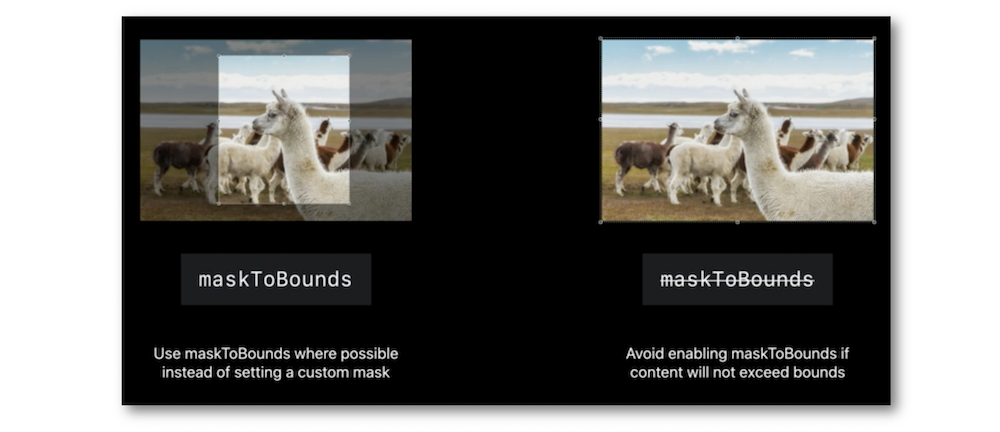 maskToBounds
Use maskToBounds where possible
instead of setting a custom mask
maskToBounds
Avoid enabling maskToBounds if
content will not exceed bounds